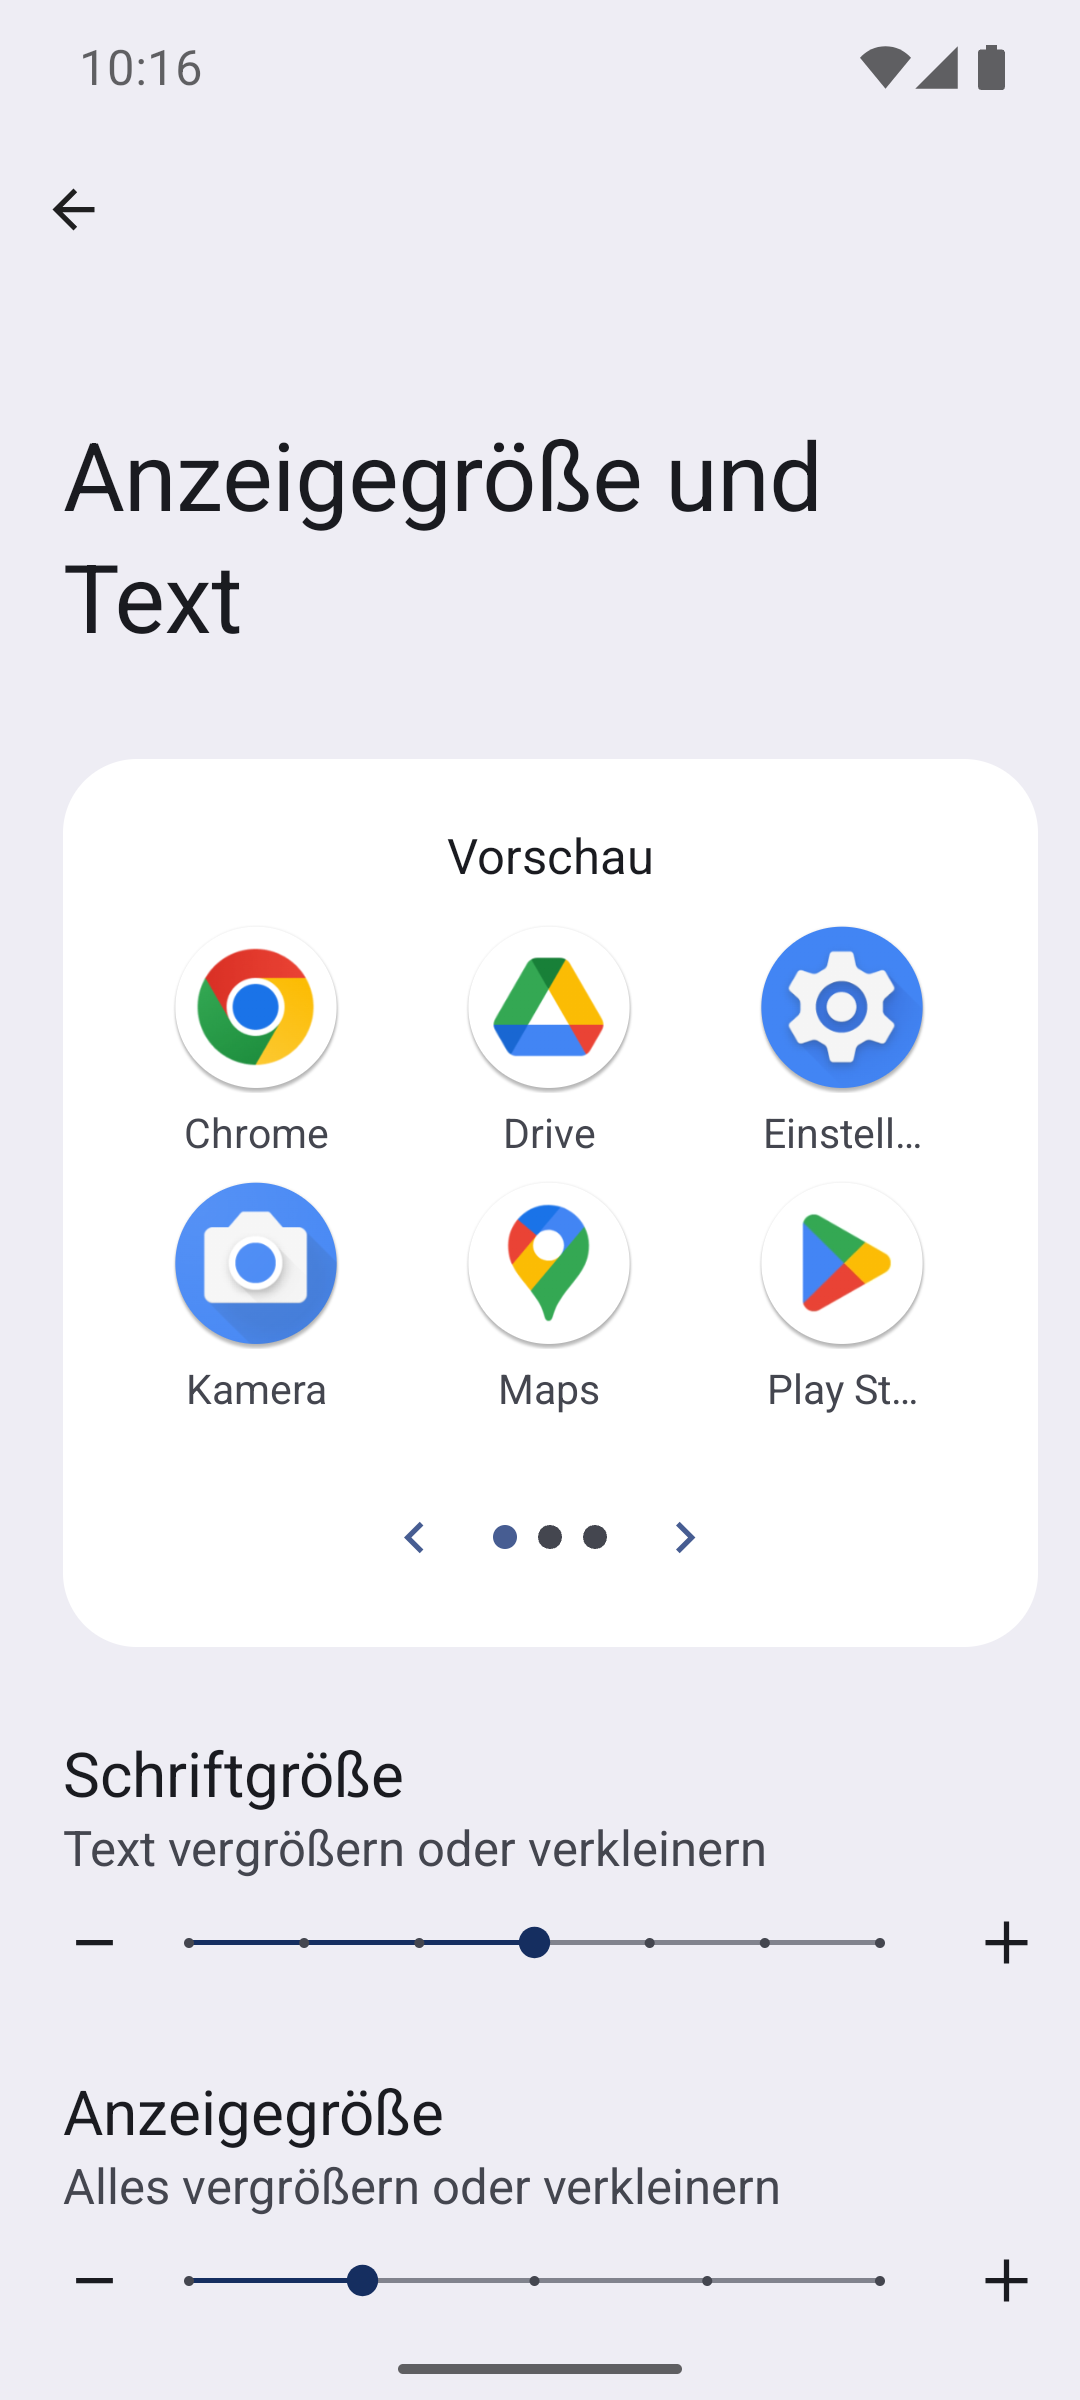 10:16
Anzeigegröße und
Text
Vorschau
Chrome
Drive
Einstell…
Kamera
Maps
Play St…
Schriftgröße
Text vergrößern oder verkleinern
Anzeigegröße
Alles vergrößern oder verkleinern